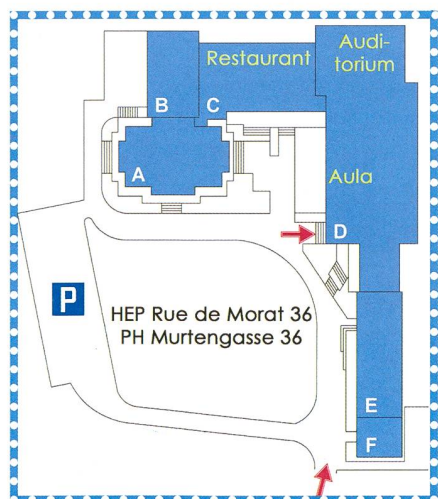 Restaurant
Audi-
torium
B
C
A
Aula
D
P
HEP Rue de Morat 36
PH Murtengasse 36
E
F